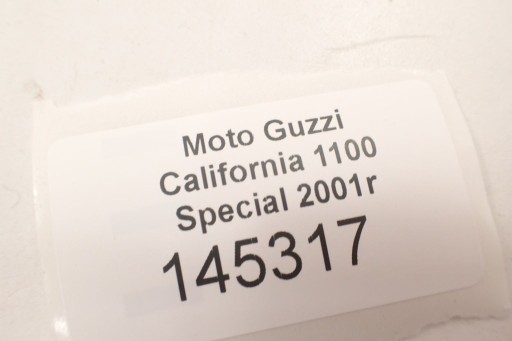 Moto Guzzi
California 1100
Special 2001r
145317